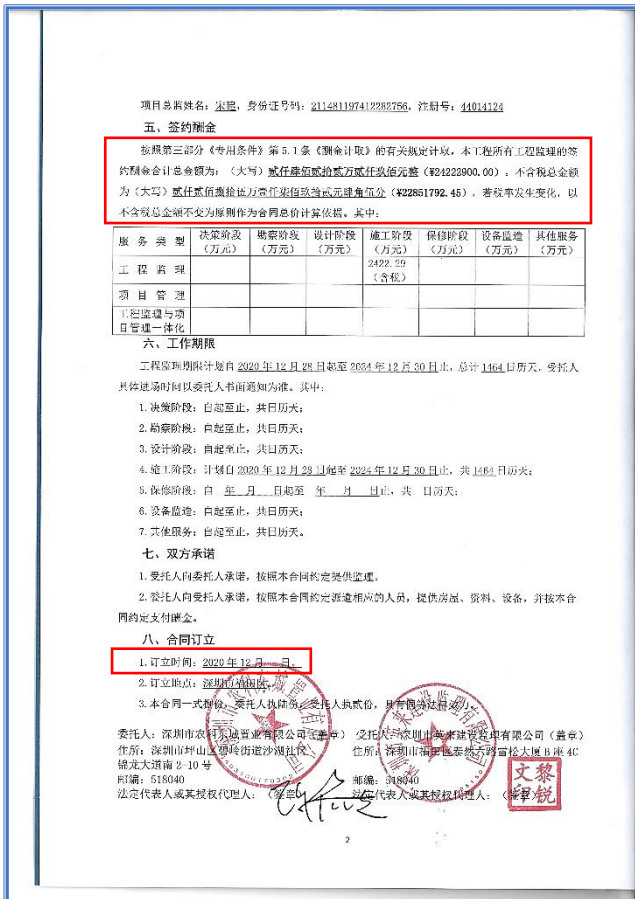 项目总监姓名：宋建，身份证号码：211481197412282756，注册号：44014124
五、签约酬金
按照第三部分《专用条件》第5.1条《酬金计取》的有关规定计取，本工程所有工程监理的签
约酬金合计总金额为：（大写）贰仟肆佰贰拾贰万贰仟玖佰元整（¥24222900.00），不含税总金额
为（大写）贰仟贰佰捌拾伍万壹仟柒佰玖拾贰元肆角伍分（¥22851792.45），若税率发生变化，以
不含税总金额不变为原则作为合同总价计算依据。其中：
服务类型 决策阶段（万元） 勘察阶段（万元） 设计阶段（万元） 施工阶段（万元） 保修阶段（万元） 设备监造（万元） 其他服务（万元）
工程监理 2422.29（含税）
项目管理
工程监理与项目管理一体化
六、工作期限
工程监理期限计划自2020年12月28日起至2024年12月30日止，总计1464日历天，受托人
具体进场时间以委托人书面通知为准。其中：
1.决策阶段：自起至止，共日历天；
2.勘察阶段：自起至止，共日历天；
3.设计阶段：自起至止，共日历天；
4.施工阶段：计划自2020年12月28日起至2024年12月30日止，共1464日历天；
5.保修阶段：自 年 月 日起至 年 月 日止，共 日历天；
6.设备监造：自起至止，共日历天；
7.其他服务：自起至止，共日历天。
七、双方承诺
1.受托人向委托人承诺，按照本合同约定提供监理。
2.委托人向受托人承诺，按照本合同约定派遣相应的人员，提供房屋、资料、设备，并按本合
同约定支付酬金。
八、合同订立
1.订立时间：2020年12月 日。
2.订立地点：深圳市福田区。
3.本合同一式捌份，委托人执陆份，受托人执贰份，具有同等法律效力。
委托人：深圳市农科东城置业有限公司（盖章） 受托人：深圳市英来建设监理有限公司（盖章）
住所：深圳市坪山区碧岭街道沙湖社区 住所：深圳市福田区泰然六路雪松大厦B座4C
锦龙大道南2-10号
邮编：518040 邮编：518040
法定代表人或其授权代理人：（签章） 法定代表人或其授权代理人：（签章）
黎锐文印
2